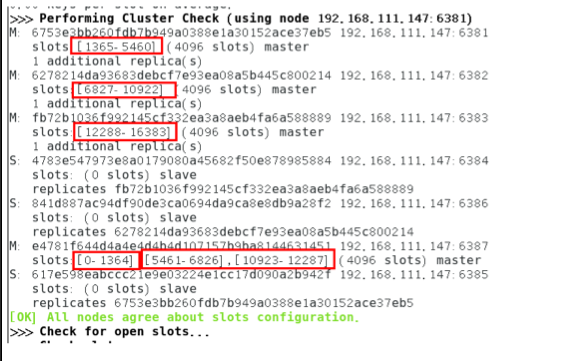 >>> Performing Cluster Check (using node 192.168.111.147:6381)
M: 6753e3bb260fdb7b949a0388e1a30152ace37eb5 192.168.111.147:6381
slots:[1365-5460] (4096 slots) master
1 additional replica(s)
M: 6278214da93683debcf7e93ea08a5b445c800214 192.168.111.147:6382
slots:[6827-10922] (4096 slots) master
1 additional replica(s)
M: fb72b1036f992145cf332ea3a8aeb4fa6a588889 192.168.111.147:6383
slots:[12288-16383] (4096 slots) master
1 additional replica(s)
S: 4783e547973e8a0179080a45682f50e878985884 192.168.111.147:6384
slots: (0 slots) slave
replicates fb72b1036f992145cf332ea3a8aeb4fa6a588889
S: 841d887ac94df90de3ca0694da9ca8e8db9a28f2 192.168.111.147:6386
slots: (0 slots) slave
replicates 6278214da93683debcf7e93ea08a5b445c800214
M: 192.168.111.147:6387
slots:[0-1364],[5461-6826],[10923-12287] (4096 slots) master
S: 617e598eabccc21e9e03224e1cc17d090a2b942f 192.168.111.147:6385
slots: (0 slots) slave
replicates 6753e3bb260fdb7b949a0388e1a30152ace37eb5
[OK] All nodes agree about slots configuration.
>>> Check for open slots...